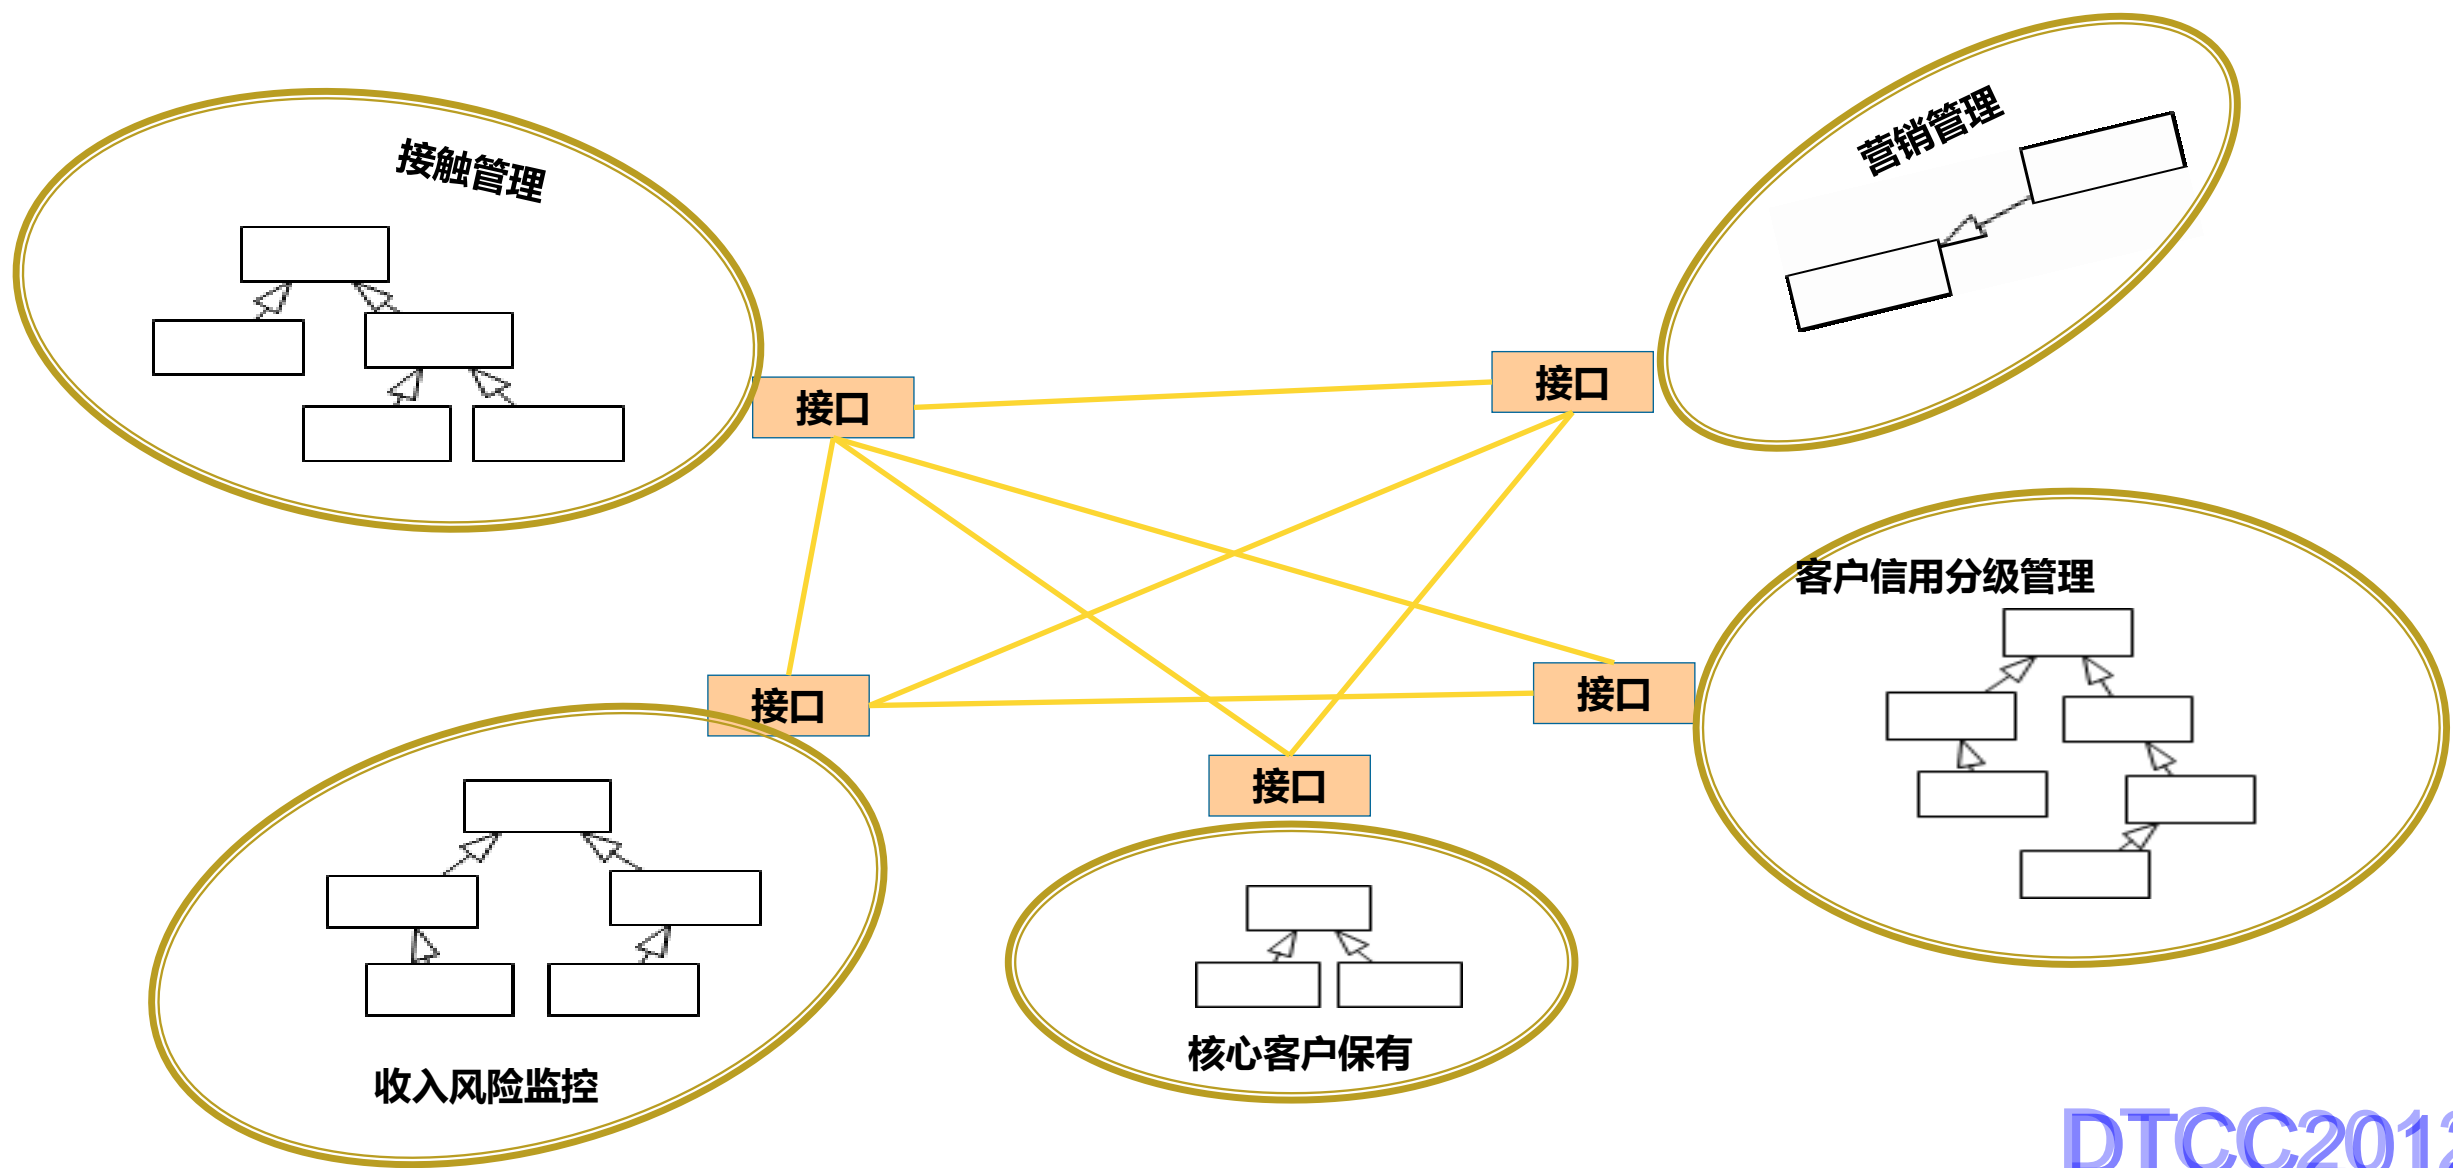 营销管理
接触管理
接口
接口
客户信用分级管理
接口
接口
接口
核心客户保有
收入风险监控
DTCC2012